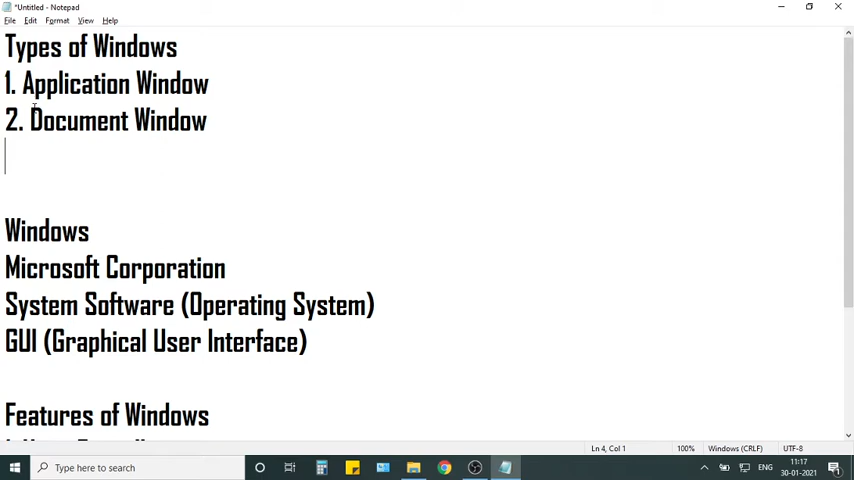 *Untitled - Notepad
File Edit Format View Help
Types of Windows
1. Application Window
2. Document Window
Windows
Microsoft Corporation
System Software (Operating System)
GUI (Graphical User Interface)
Features of Windows
Ln 4, Col 1 100% Windows (CRLF) UTF-8
Type here to search
ENG
11:17
30-01-2021
1